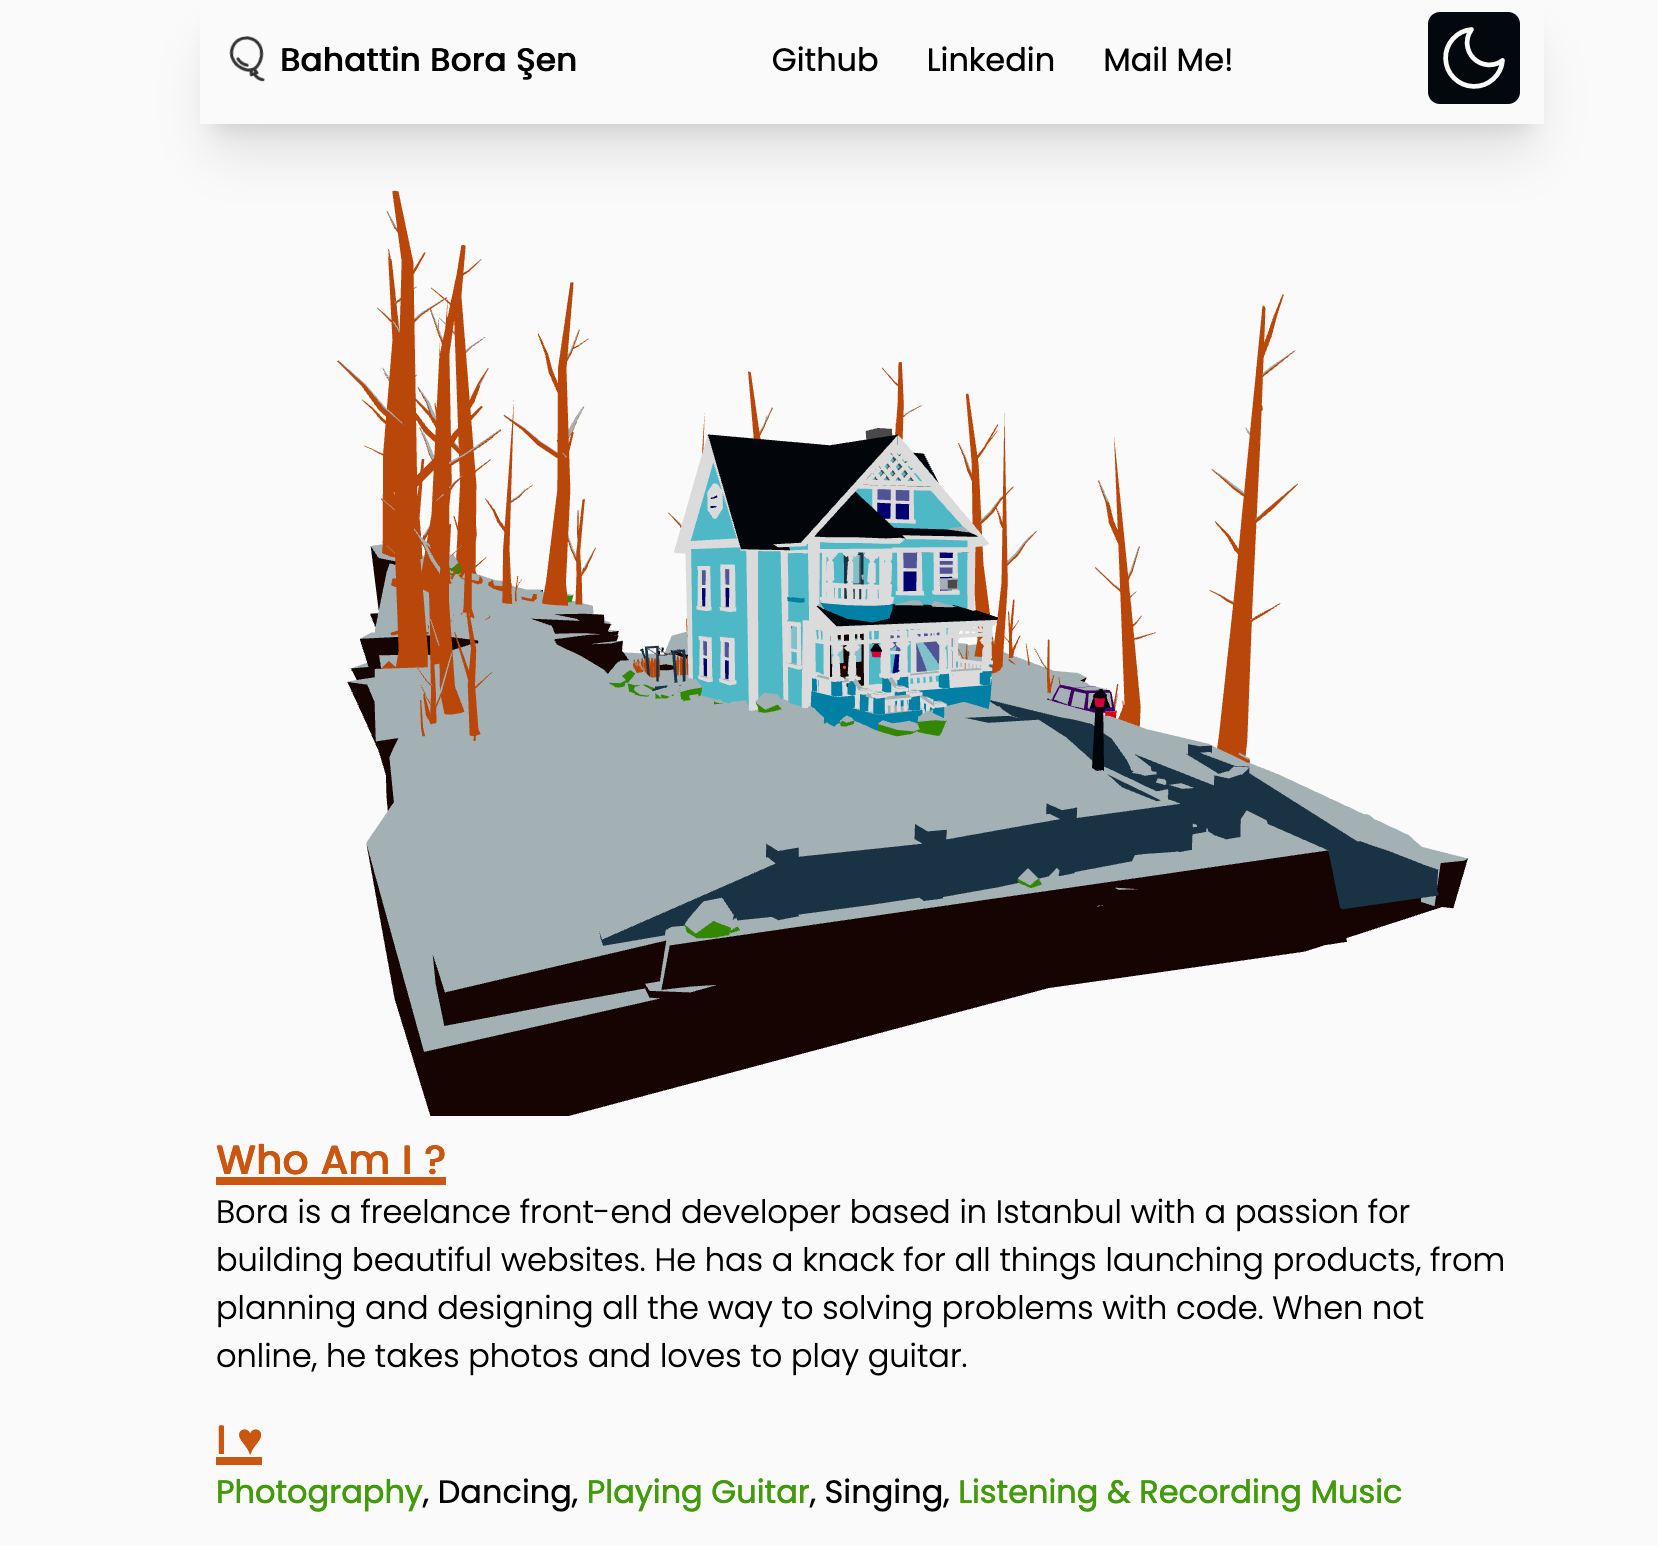 Bahattin Bora Şen
Github Linkedin Mail Me!
Who Am I ?
Bora is a freelance front-end developer based in Istanbul with a passion for
building beautiful websites. He has a knack for all things launching products, from
planning and designing all the way to solving problems with code. When not
online, he takes photos and loves to play guitar.
I ♥
Photography, Dancing, Playing Guitar, Singing, Listening & Recording Music